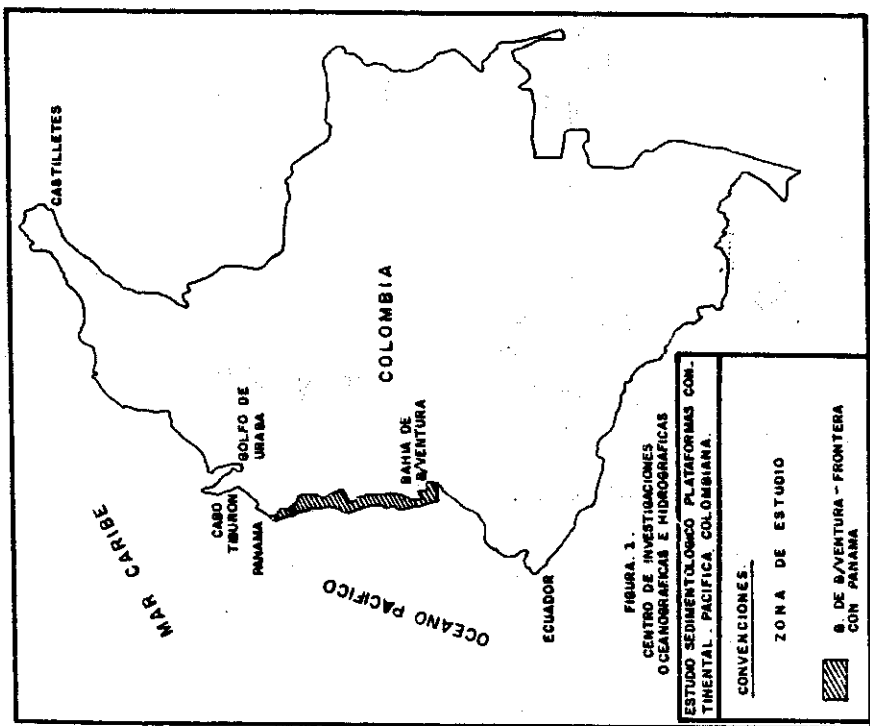 CASTILLETES
MAR CARIBE
GOLFO DE
URABA
CABO
TIBURON
PANAMA
COLOMBIA
BAHIA DE
B/VENTURA
OCEANO PACIFICO
ECUADOR
FIGURA. 1.
CENTRO DE INVESTIGACIONES
OCEANOGRAFICAS E HIDROGRAFICAS
ESTUDIO SEDIMENTOLOGICO PLATAFORMAS CON.
TINENTAL. PACIFICA COLOMBIANA.
CONVENCIONES.
ZONA DE ESTUDIO
B. DE B/VENTURA - FRONTERA
CON PANAMA